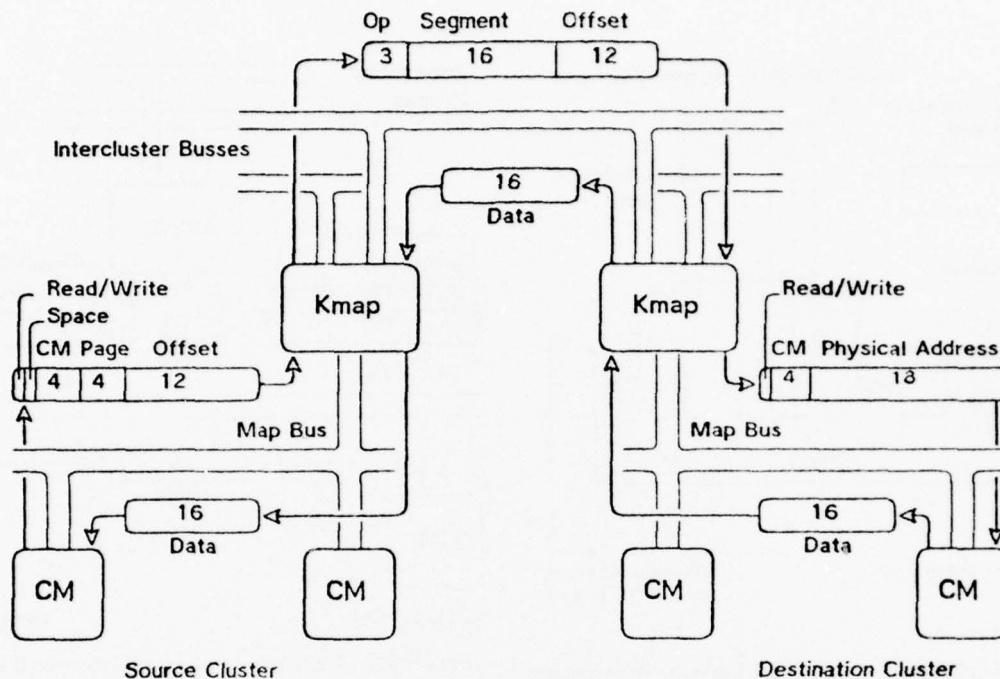 Op Segment Offset
3 16 12
Intercluster Busses
16
Data
Kmap
Kmap
Read/Write
Space
CM Page Offset
4 4 12
Read/Write
CM Physical Address
4 18
Map Bus
Map Bus
16
Data
16
Data
CM
CM
CM
CM
Source Cluster
Destination Cluster